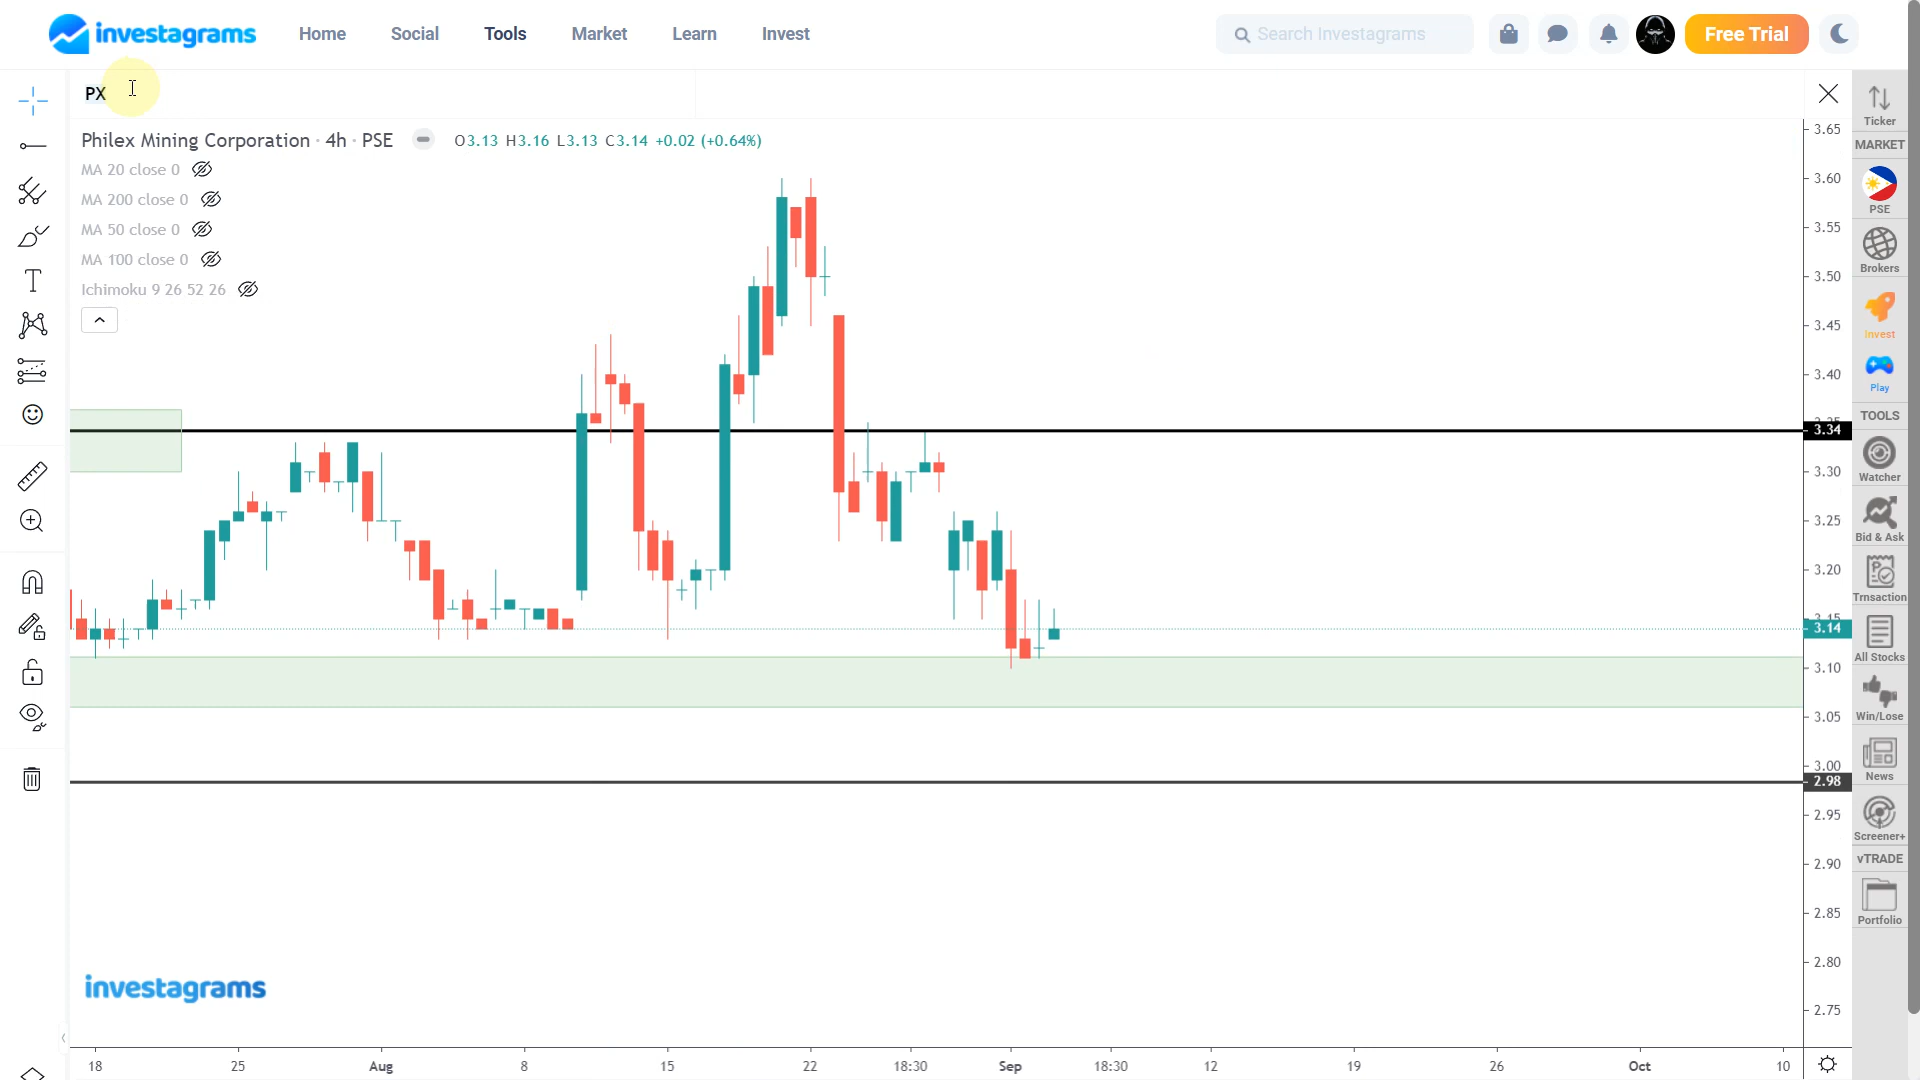 investagrams
Home Social Tools Market Learn Invest
Search Investagrams
Free Trial
PX
Philex Mining Corporation · 4h · PSE
O3.13 H3.16 L3.13 C3.14 +0.02 (+0.64%)
MA 20 close 0
MA 200 close 0
MA 50 close 0
MA 100 close 0
Ichimoku 9 26 52 26
3.65
3.60
3.55
3.50
3.45
3.40
3.35
3.34
3.30
3.25
3.20
3.15
3.14
3.10
3.05
3.00
2.98
2.95
2.90
2.85
2.80
2.75
investagrams
18 25 Aug 8 15 22 18:30 Sep 18:30 12 19 26 Oct 10
Ticker
MARKET
PSE
Brokers
Invest
Play
TOOLS
Watcher
Bid & Ask
Trnsaction
All Stocks
Win/Lose
News
Screener+
vTRADE
Portfolio